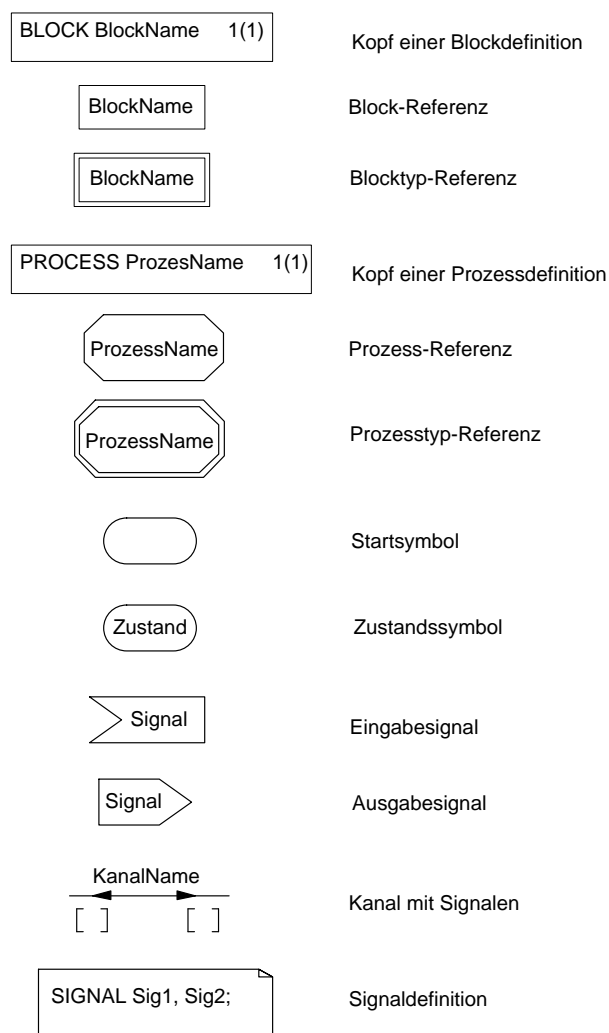 BLOCK BlockName 1(1)
Kopf einer Blockdefinition
BlockName
Block-Referenz
BlockName
Blocktyp-Referenz
PROCESS ProzesName 1(1)
Kopf einer Prozessdefinition
ProzessName
Prozess-Referenz
ProzessName
Prozesstyp-Referenz
Startsymbol
Zustand
Zustandssymbol
Signal
Eingabesignal
Signal
Ausgabesignal
KanalName
[ ] [ ]
Kanal mit Signalen
SIGNAL Sig1, Sig2;
Signaldefinition